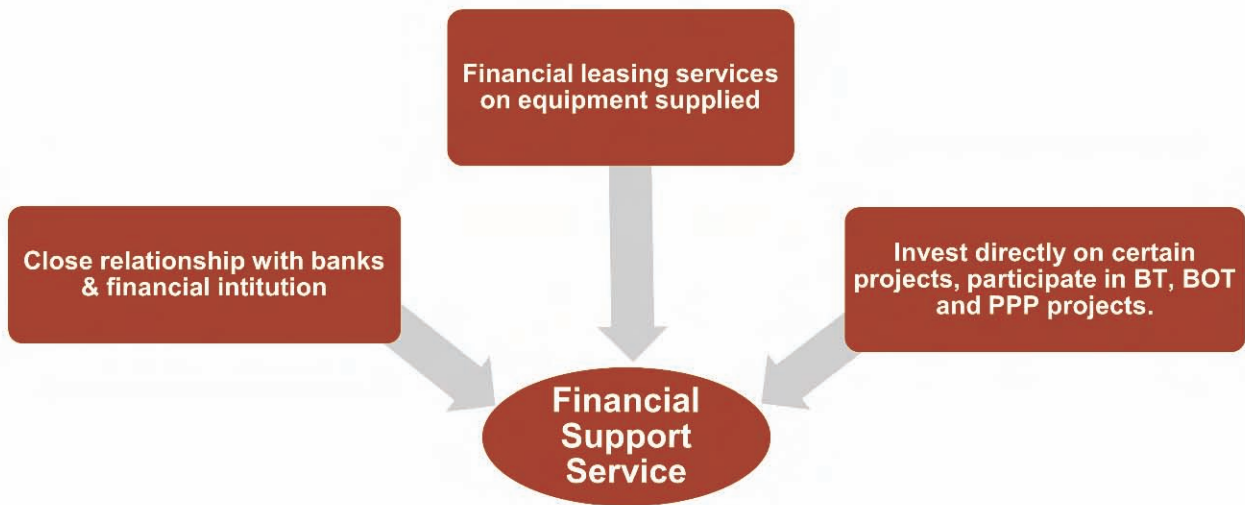 Financial leasing services
on equipment supplied
Close relationship with banks
& financial intitution
Invest directly on certain
projects, participate in BT, BOT
and PPP projects.
Financial
Support
Service